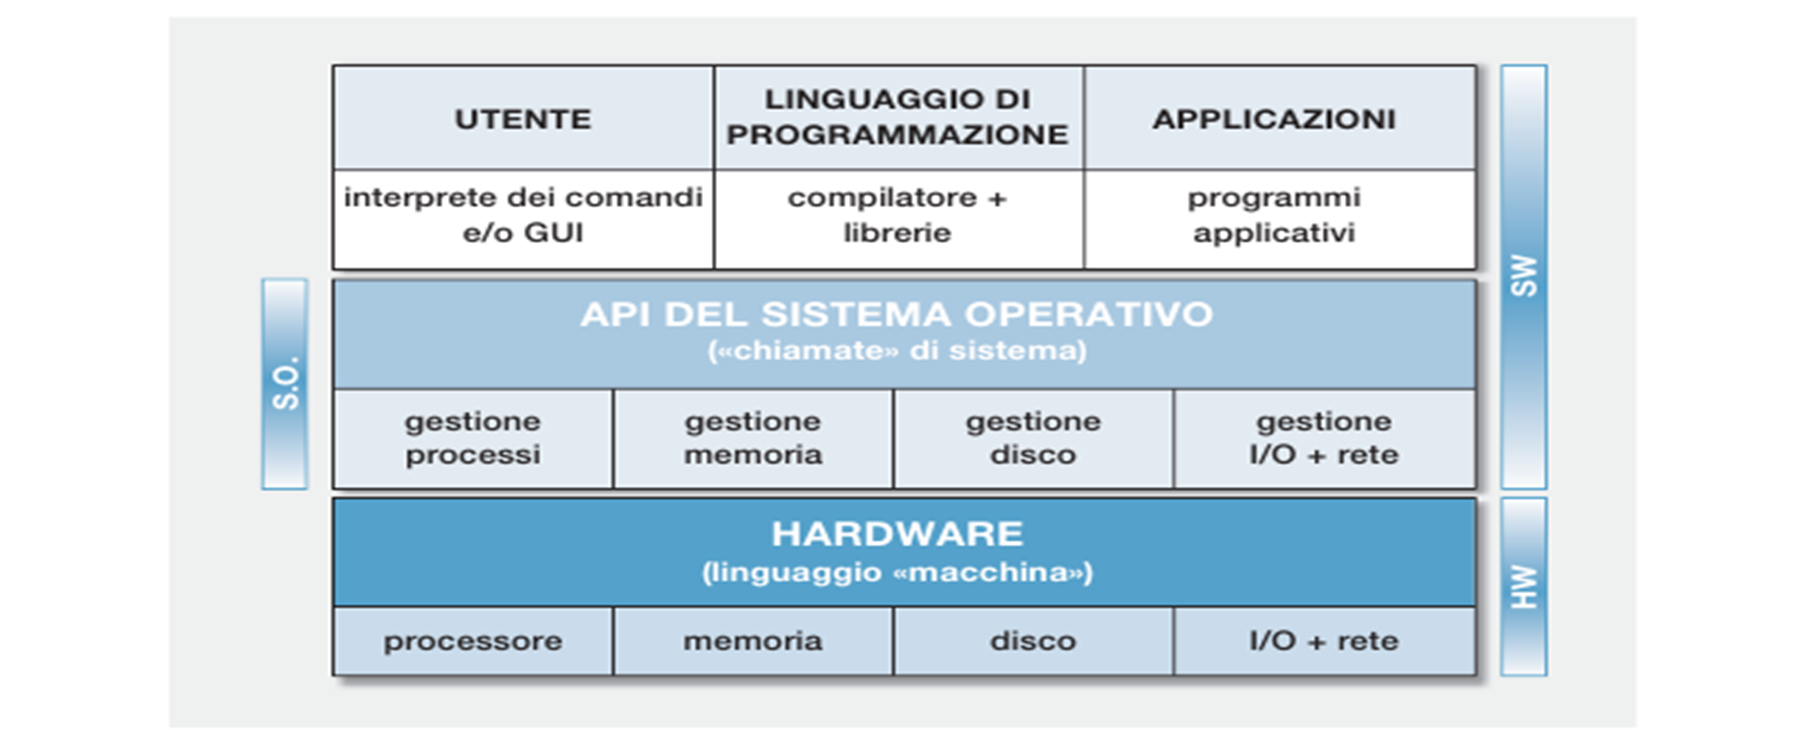 UTENTE
LINGUAGGIO DI
PROGRAMMAZIONE
APPLICAZIONI
interprete dei comandi
e/o GUI
compilatore +
librerie
programmi
applicativi
SW
S.O.
API DEL SISTEMA OPERATIVO
(«chiamate» di sistema)
gestione
processi
gestione
memoria
gestione
disco
gestione
I/O + rete
HARDWARE
(linguaggio «macchina»)
HW
processore
memoria
disco
I/O + rete